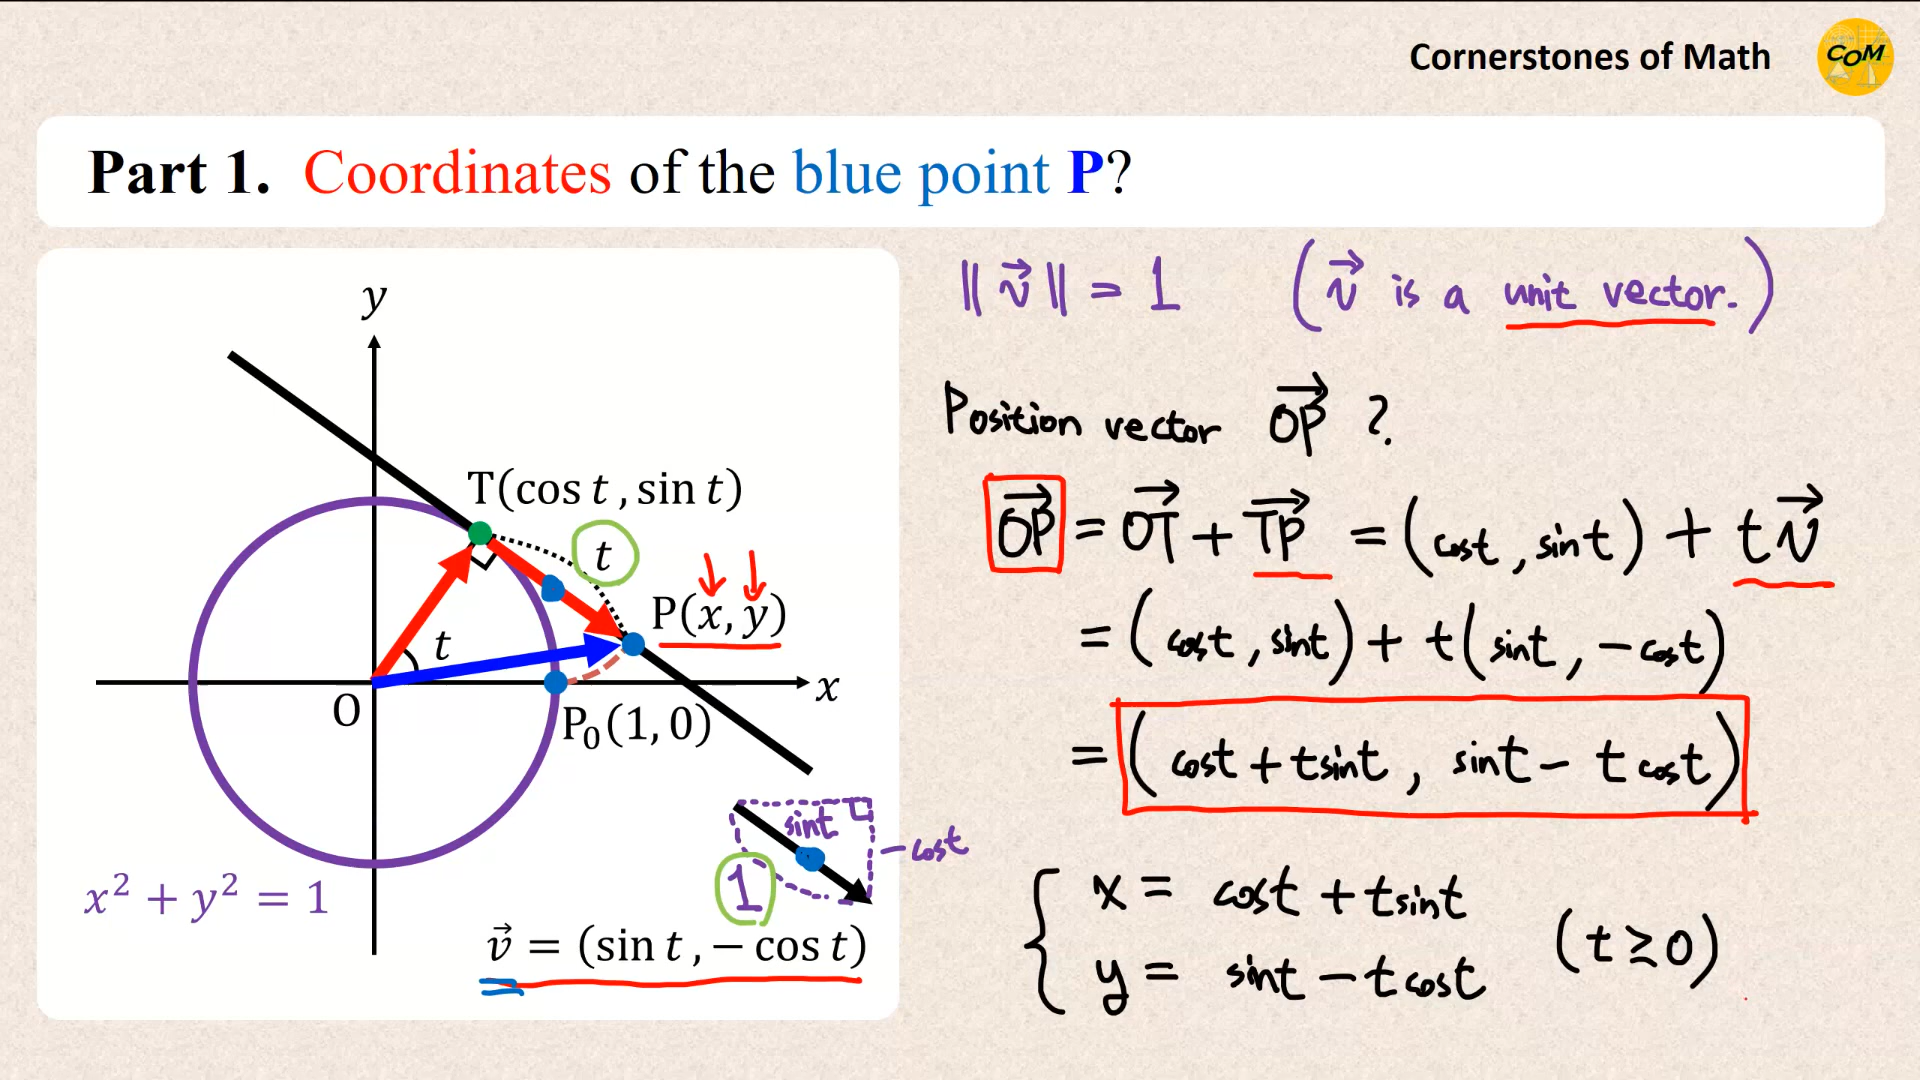 Cornerstones of Math
COM
Part 1. Coordinates of the blue point P?
‖v⃗‖ = 1 (v⃗ is a unit vector.)
Position vector OP⃗ ?
OP⃗ = OT⃗ + TP⃗ = (cost, sint) + tv⃗
= (cost, sint) + t(sint, −cost)
= (cost + tsint, sint − tcost)
x = cost + tsint
y = sint − tcost
(t ≥ 0)
y
T(cos t , sin t)
t
P(x, y)
t
x
O
P₀(1, 0)
sint
−cost
1
x² + y² = 1
v⃗ = (sin t , − cos t)